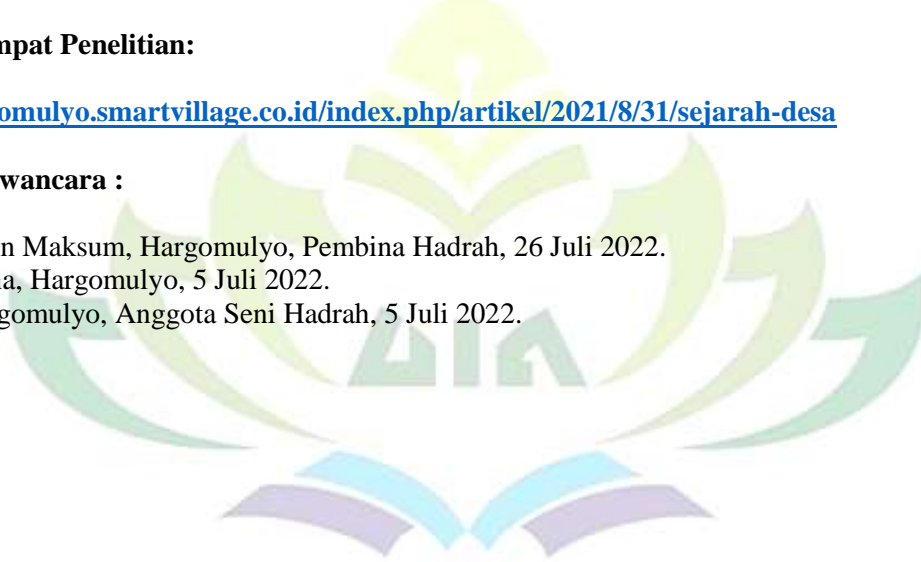 mpat Penelitian:
omulyo.smartvillage.co.id/index.php/artikel/2021/8/31/sejarah-desa
wancara :
n Maksum, Hargomulyo, Pembina Hadrah, 26 Juli 2022.
a, Hargomulyo, 5 Juli 2022.
gomulyo, Anggota Seni Hadrah, 5 Juli 2022.
UIN